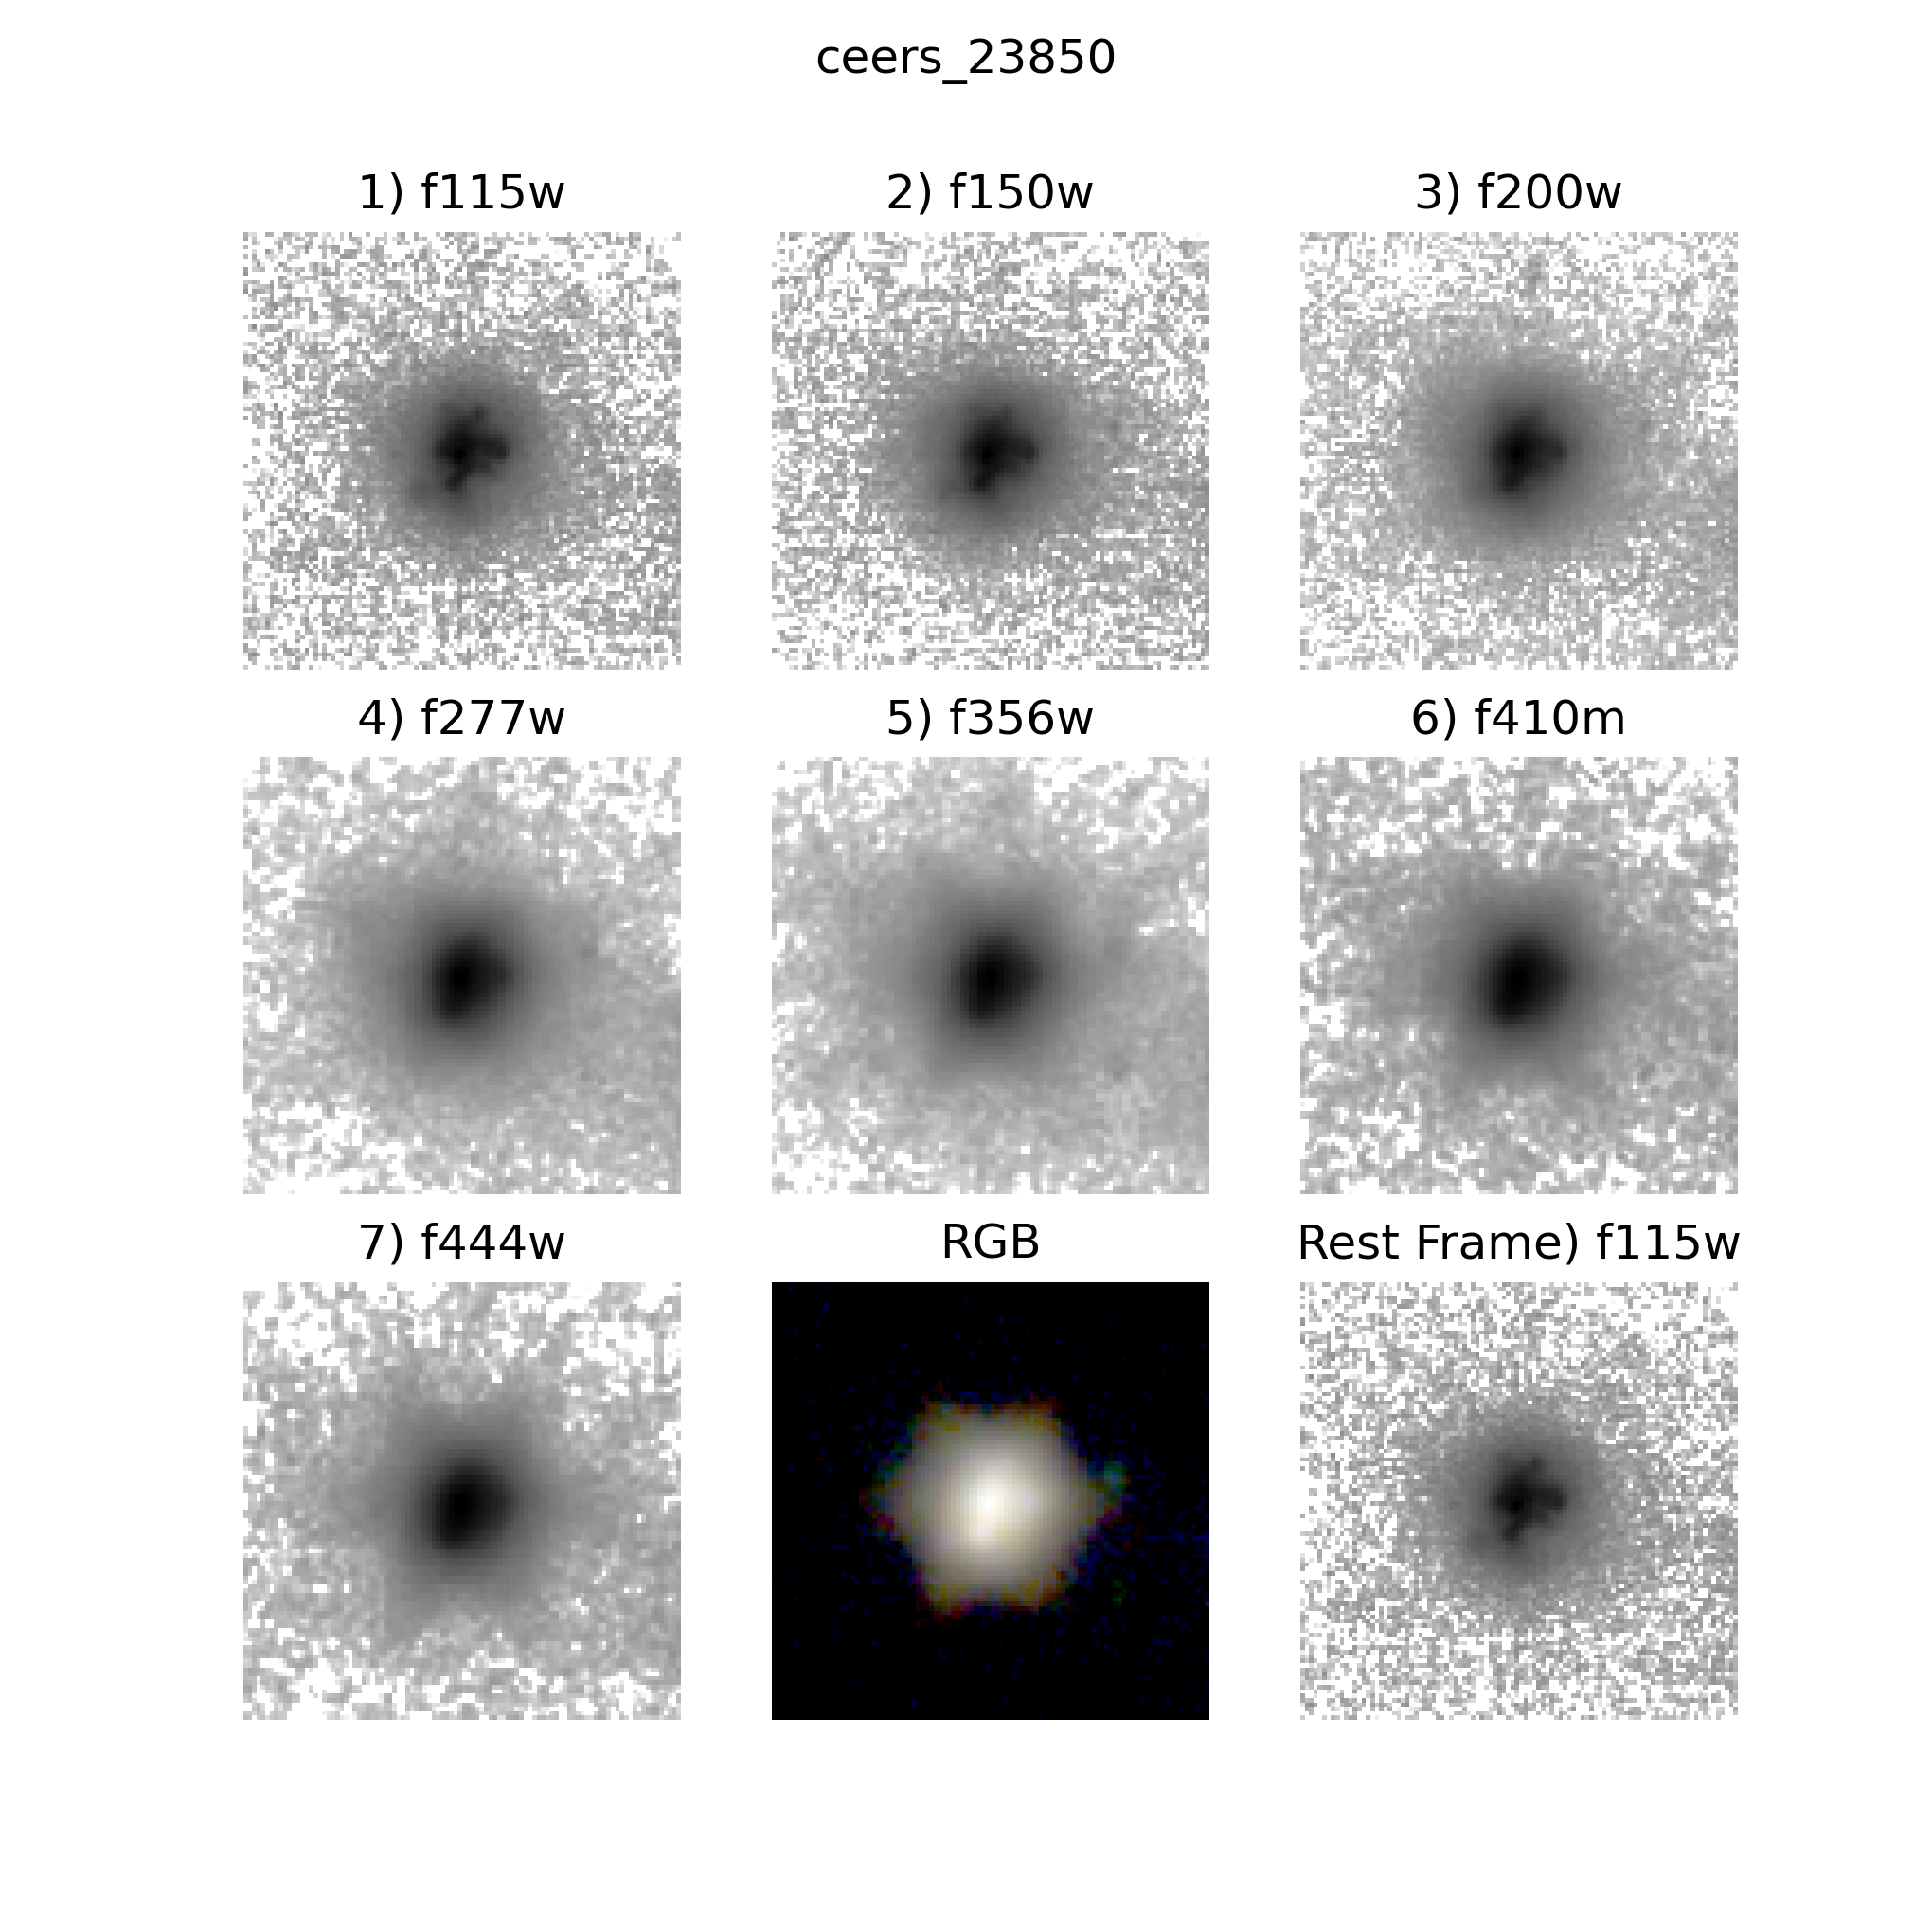 ceers_23850
1) f115w
2) f150w
3) f200w
4) f277w
5) f356w
6) f410m
7) f444w
RGB
Rest Frame) f115w